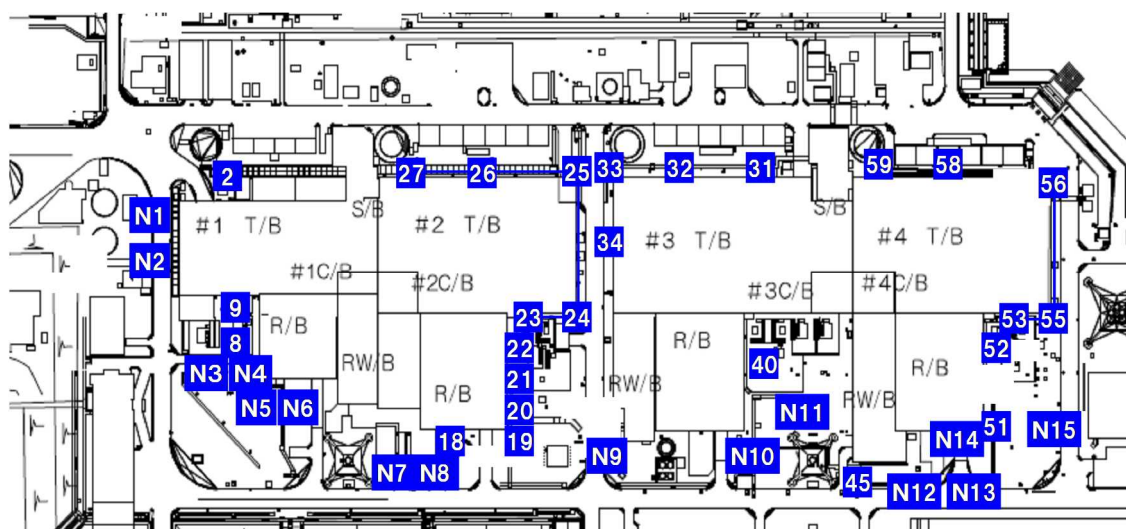 2
27
26
25
33
32
31
59
58
56
N1
N2
S/B
S/B
#1 T/B
#2 T/B
34
#3 T/B
#4 T/B
#1C/B
#2C/B
#3C/B
#4C/B
9
8
R/B
23
24
53
55
22
52
21
20
19
18
RW/B
R/B
R/B
RW/B
40
R/B
RW/B
N3
N4
N5
N6
N7
N8
N9
N10
N11
45
N12
N13
N14
51
N15